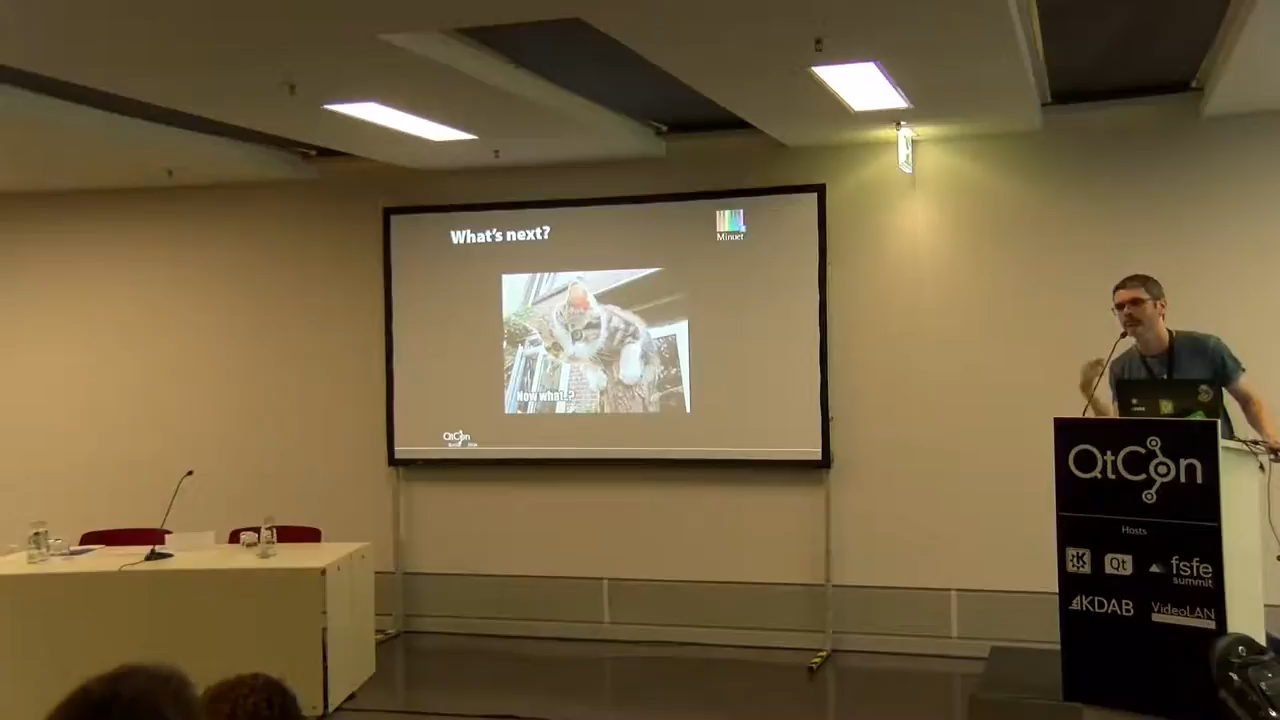 What's next?
Minuet
Now what..?
QtCon
QtCon
Hosts
Qt
fsfe
summit
KDAB
VideoLAN